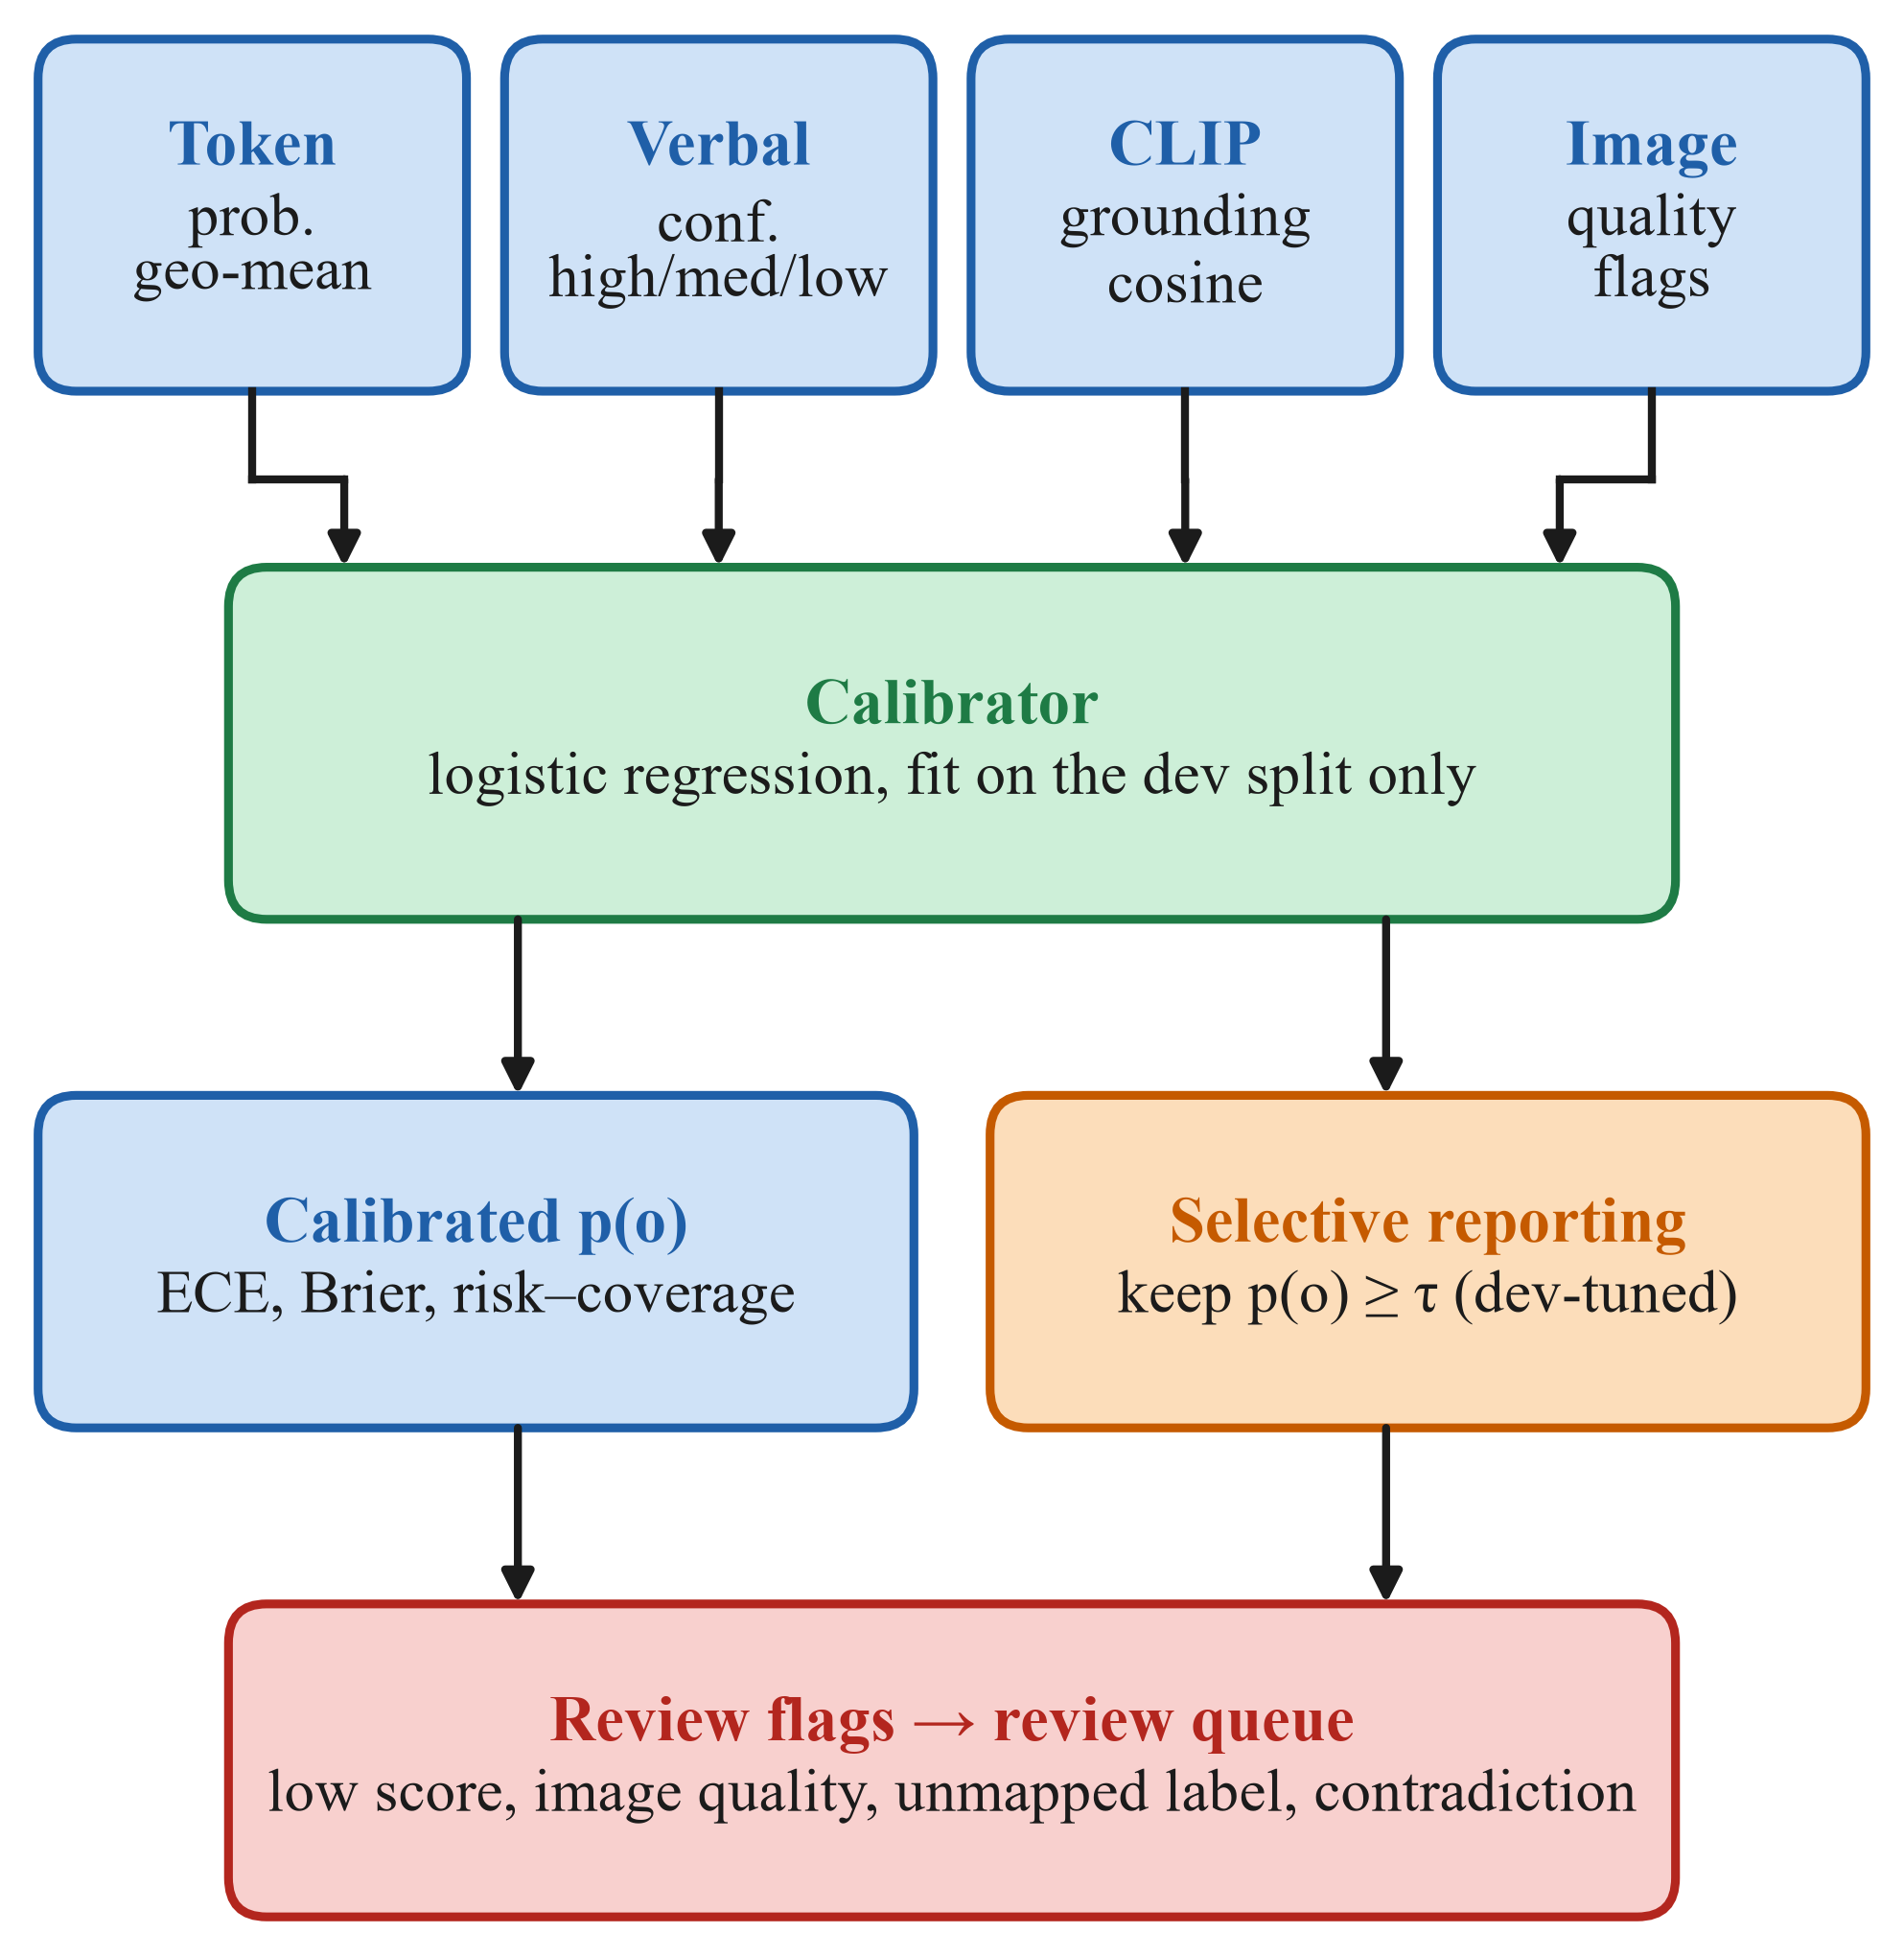 Token
prob.
geo-mean
Verbal
conf.
high/med/low
CLIP
grounding
cosine
Image
quality
flags
Calibrator
logistic regression, fit on the dev split only
Calibrated p(o)
ECE, Brier, risk–coverage
Selective reporting
keep p(o) ≥ τ (dev-tuned)
Review flags → review queue
low score, image quality, unmapped label, contradiction